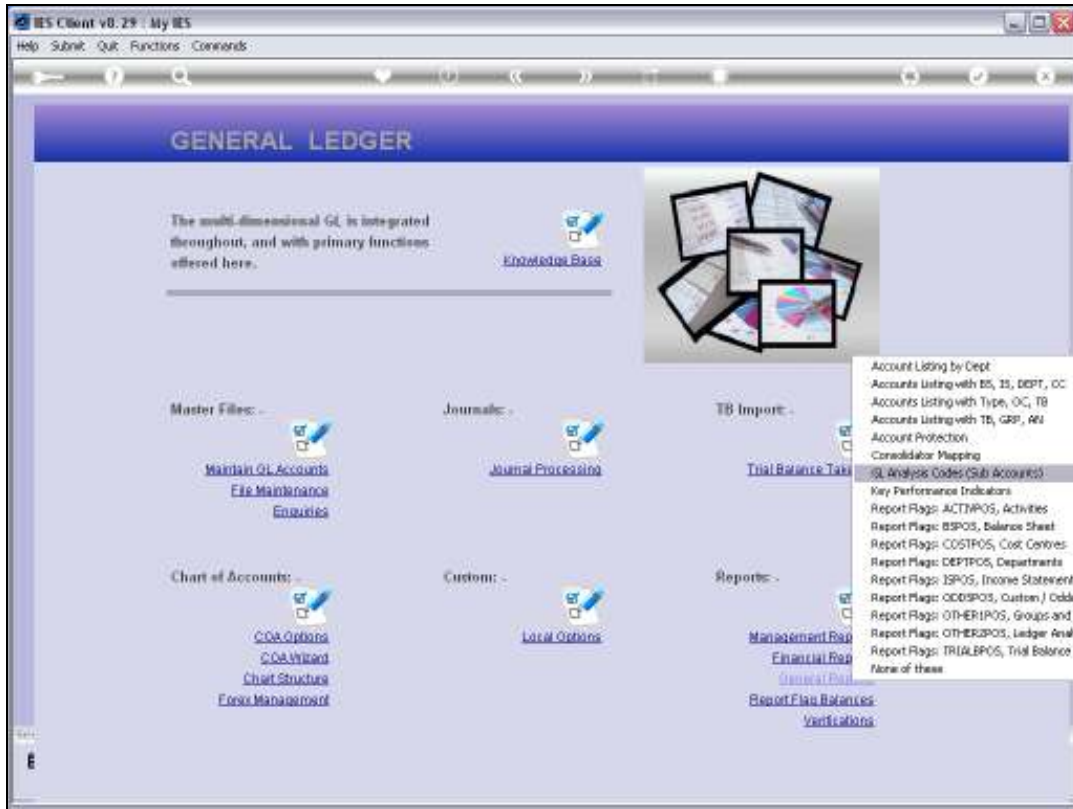 IES Client v8.29 : My IES
Help Submit Quit Functions Commands
GENERAL LEDGER
The multi-dimensional GL is integrated
throughout, and with primary functions
offered here.
Knowledge Base
Master Files: .
Maintain GL Accounts
File Maintenance
Enquiries
Journals: .
Journal Processing
TB Import: .
Trial Balance Take
Chart of Accounts: .
COA Options
COA Wizard
Chart Structure
Forex Management
Custom: .
Local Options
Reports: .
Management Rep
Financial Rep
General
Report Flag Balances
Verifications
Account Listing by Dept
Accounts Listing with BS, IS, DEPT, CC
Accounts Listing with Type, OC, TB
Accounts Listing with TB, GRP, AN
Account Protection
Consolidator Mapping
GL Analysis Codes (Sub Accounts)
Key Performance Indicators
Report Flags: ACTIVPOS, Activities
Report Flags: BSPOS, Balance Sheet
Report Flags: COSTPOS, Cost Centres
Report Flags: DEPTPOS, Departments
Report Flags: ISPOS, Income Statement
Report Flags: ODDSPOS, Custom / Odds
Report Flags: OTHER1POS, Groups and
Report Flags: OTHER2POS, Ledger Anal
Report Flags: TRIALBPOS, Trial Balance
None of these